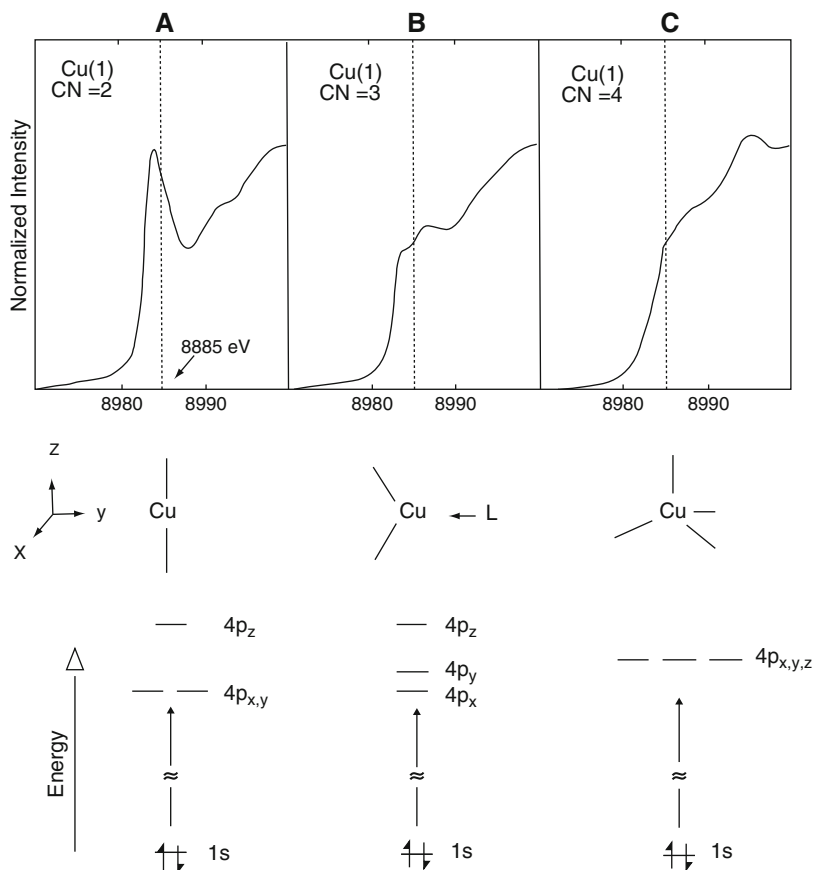 A B C
Cu(1)
CN =2
Cu(1)
CN =3
Cu(1)
CN =4
Normalized Intensity
8885 eV
8980 8990 8980 8990 8980 8990
z
y
x
Cu
Cu
L
Cu
4pz
4px,y
4pz
4py
4px
4px,y,z
Energy
≈ ≈ ≈
1s 1s 1s